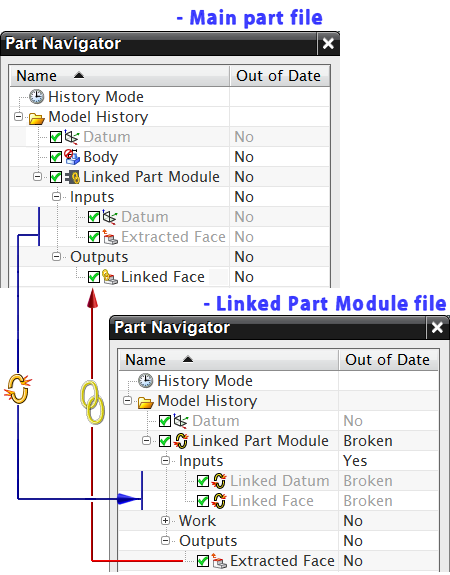 - Main part file
Part Navigator
Name Out of Date
History Mode
Model History
Datum No
Body No
Linked Part Module No
Inputs No
Datum No
Extracted Face No
Outputs No
Linked Face No
- Linked Part Module file
Part Navigator
Name Out of Date
History Mode
Model History
Datum No
Linked Part Module Broken
Inputs Yes
Linked Datum Broken
Linked Face Broken
Work No
Outputs No
Extracted Face No